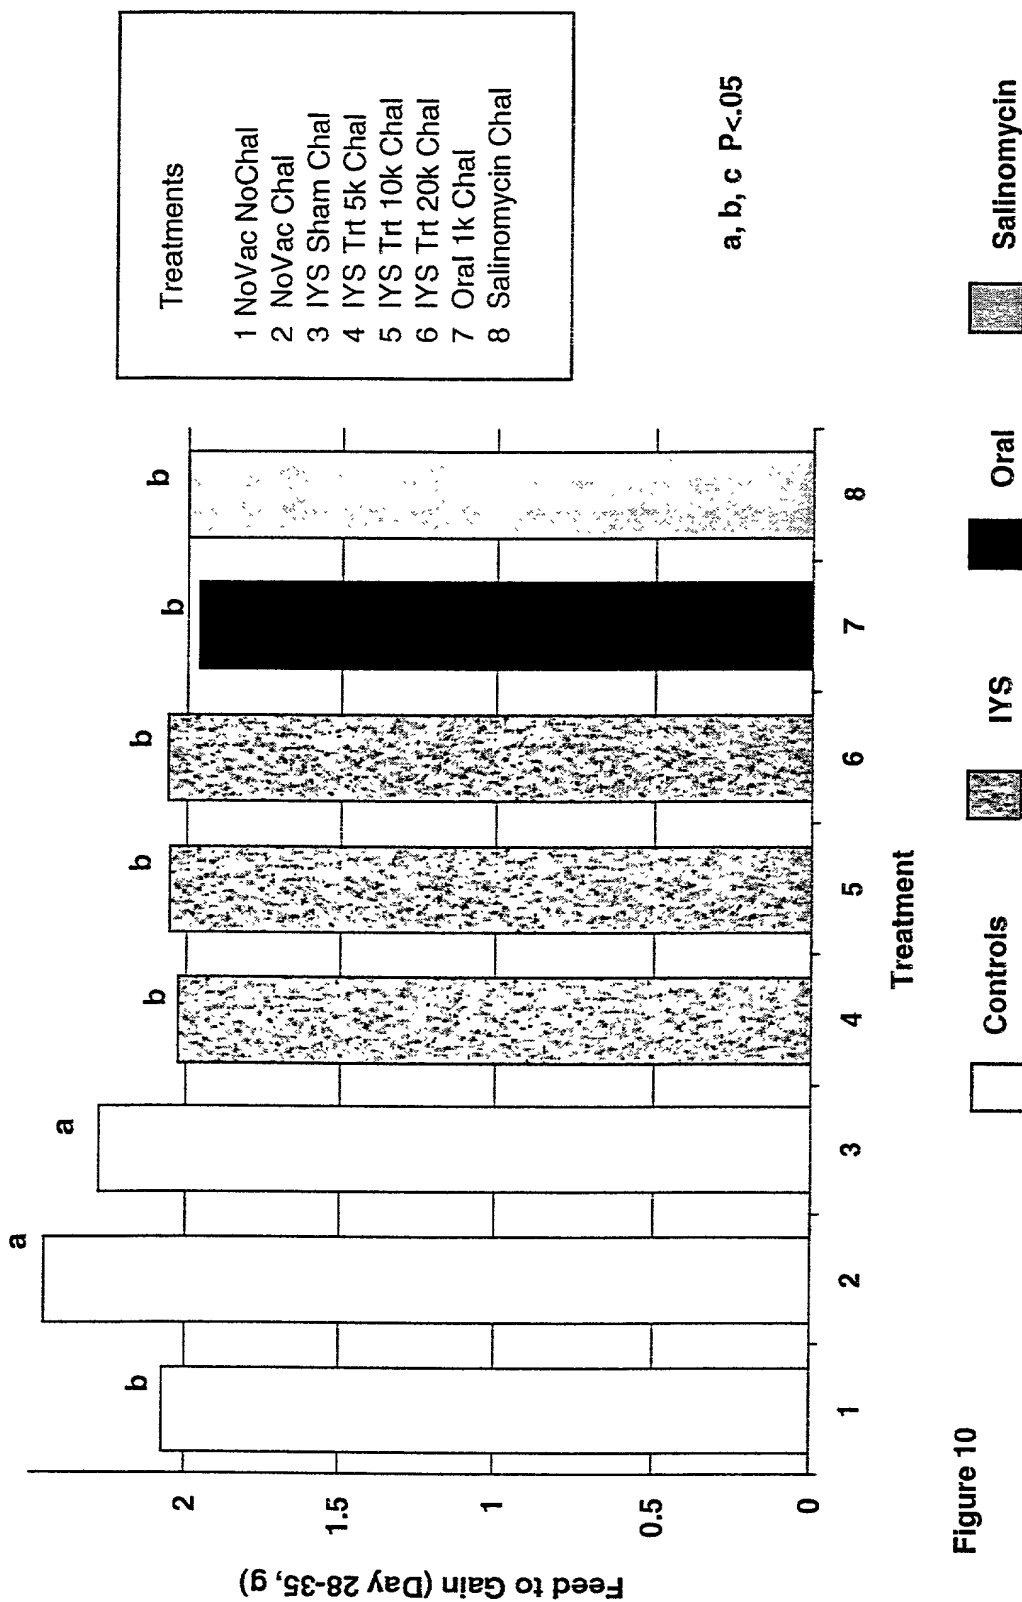 Feed to Gain (Day 28-35, g)
2
1.5
1
0.5
0
b
a
a
b
b
b
b
b
1
2
3
4
5
6
7
8
Treatment
Treatments
1 NoVac NoChal
2 NoVac Chal
3 IYS Sham Chal
4 IYS Trt 5k Chal
5 IYS Trt 10k Chal
6 IYS Trt 20k Chal
7 Oral 1k Chal
8 Salinomycin Chal
a, b, c P<.05
Controls
IYS
Oral
Salinomycin
Figure 10